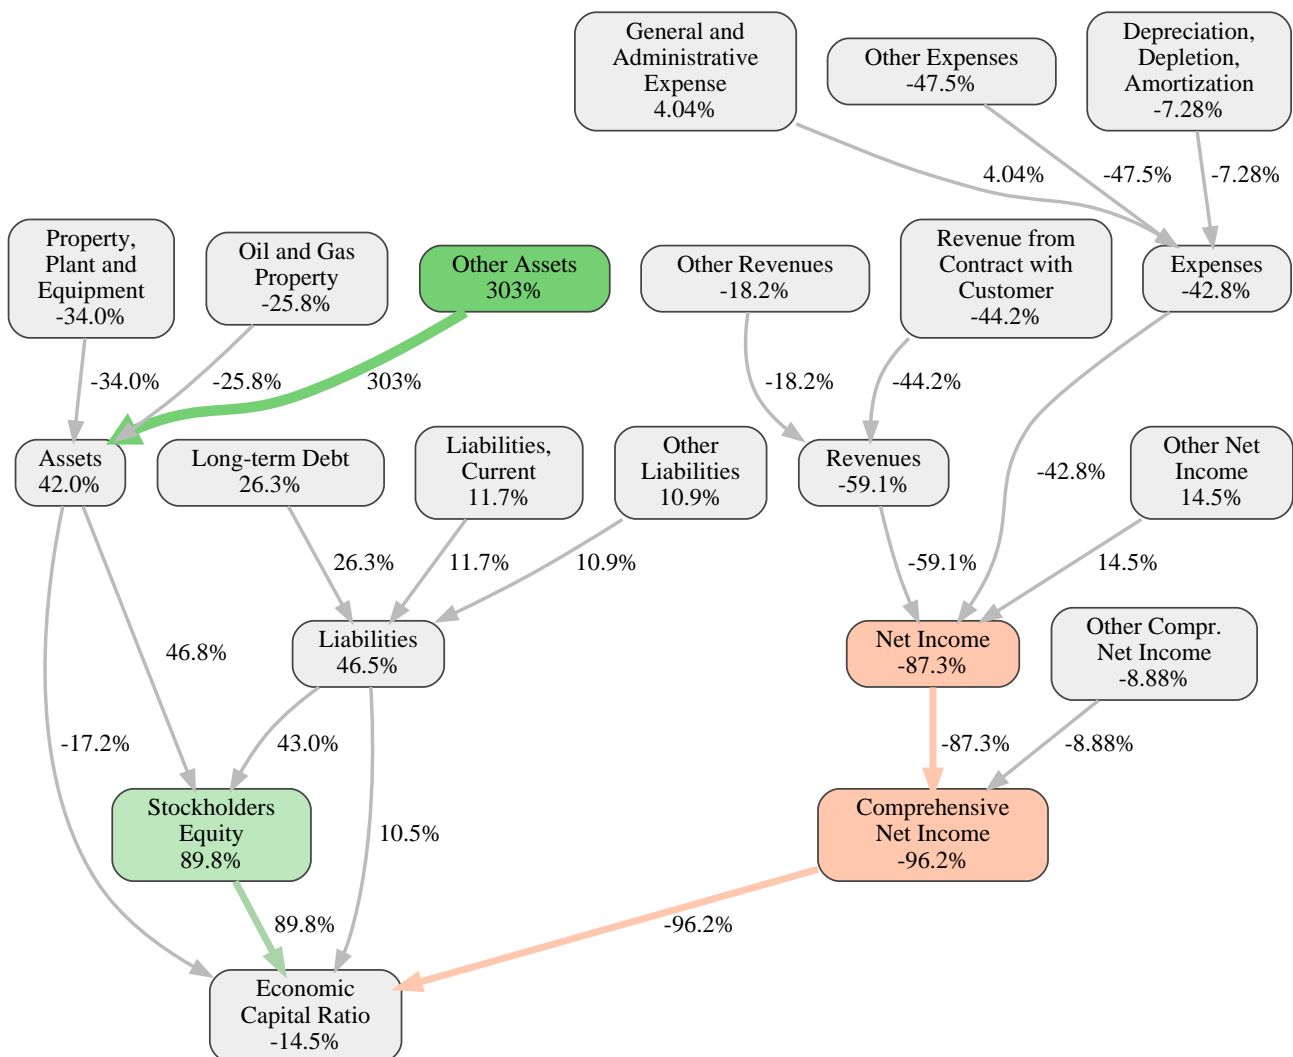 General and
Administrative
Expense
4.04%
Other Expenses
-47.5%
Depreciation,
Depletion,
Amortization
-7.28%
4.04%
-47.5%
-7.28%
Property,
Plant and
Equipment
-34.0%
Oil and Gas
Property
-25.8%
Other Assets
303%
Other Revenues
-18.2%
Revenue from
Contract with
Customer
-44.2%
Expenses
-42.8%
-34.0%
-25.8%
303%
-18.2%
-44.2%
Assets
42.0%
Long-term Debt
26.3%
Liabilities,
Current
11.7%
Other
Liabilities
10.9%
Revenues
-59.1%
-42.8%
Other Net
Income
14.5%
26.3%
11.7%
10.9%
-59.1%
14.5%
46.8%
Liabilities
46.5%
Net Income
-87.3%
Other Compr.
Net Income
-8.88%
-17.2%
43.0%
-87.3%
-8.88%
Stockholders
Equity
89.8%
10.5%
Comprehensive
Net Income
-96.2%
89.8%
-96.2%
Economic
Capital Ratio
-14.5%